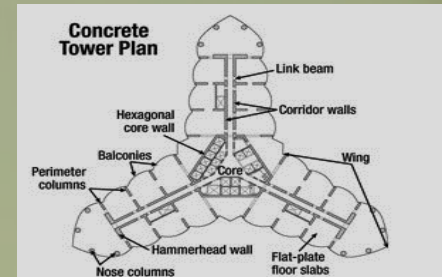 Concrete
Tower Plan
Link beam
Hexagonal
core wall
Corridor walls
Balconies
Perimeter
columns
Core
Wing
Hammerhead wall
Nose columns
Flat-plate
floor slabs